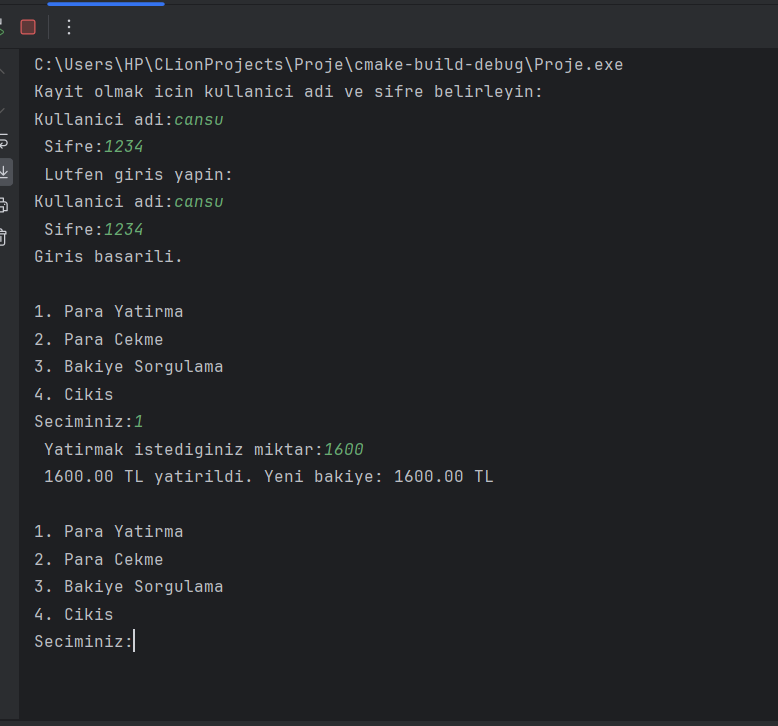 C:\Users\HP\CLionProjects\Proje\cmake-build-debug\Proje.exe
Kayit olmak icin kullanici adi ve sifre belirleyin:
Kullanici adi:cansu
Sifre:1234
Lutfen giris yapin:
Kullanici adi:cansu
Sifre:1234
Giris basarili.
1. Para Yatirma
2. Para Cekme
3. Bakiye Sorgulama
4. Cikis
Seciminiz:1
Yatirmak istediginiz miktar:1600
1600.00 TL yatirildi. Yeni bakiye: 1600.00 TL
1. Para Yatirma
2. Para Cekme
3. Bakiye Sorgulama
4. Cikis
Seciminiz: